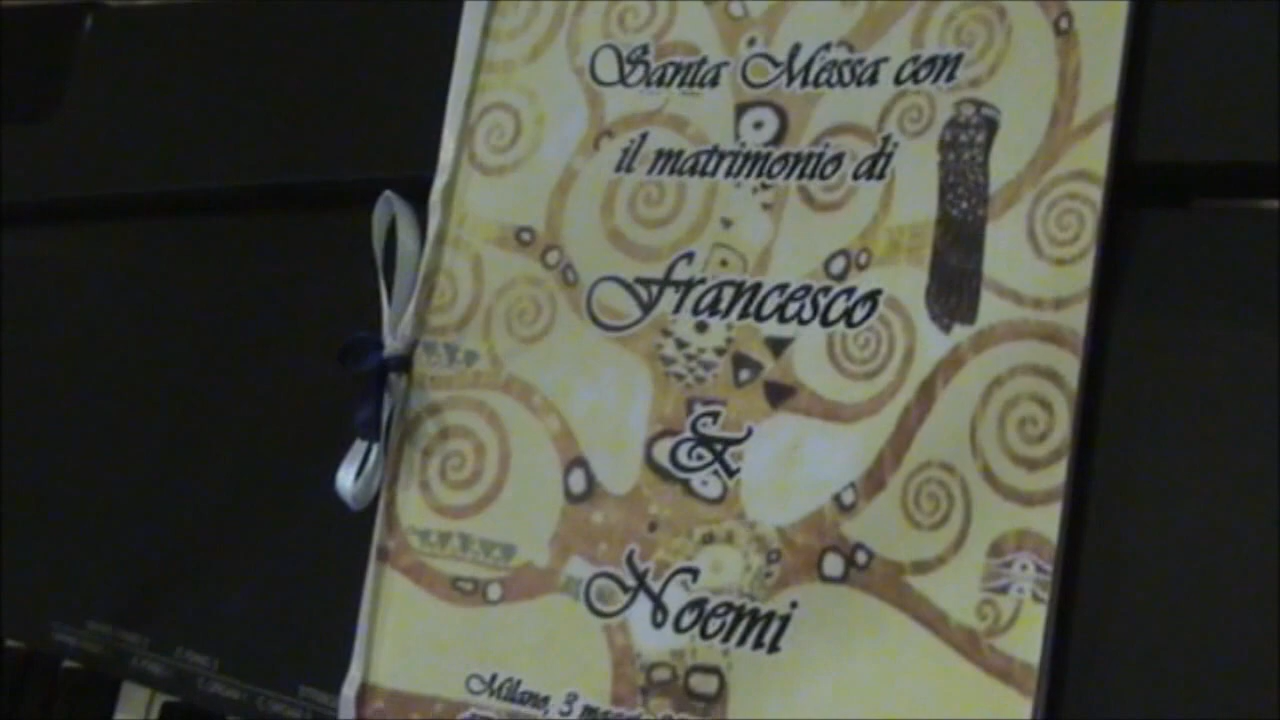 Santa Messa con
il matrimonio di
Francesco
&
Noemi
Milano, 3